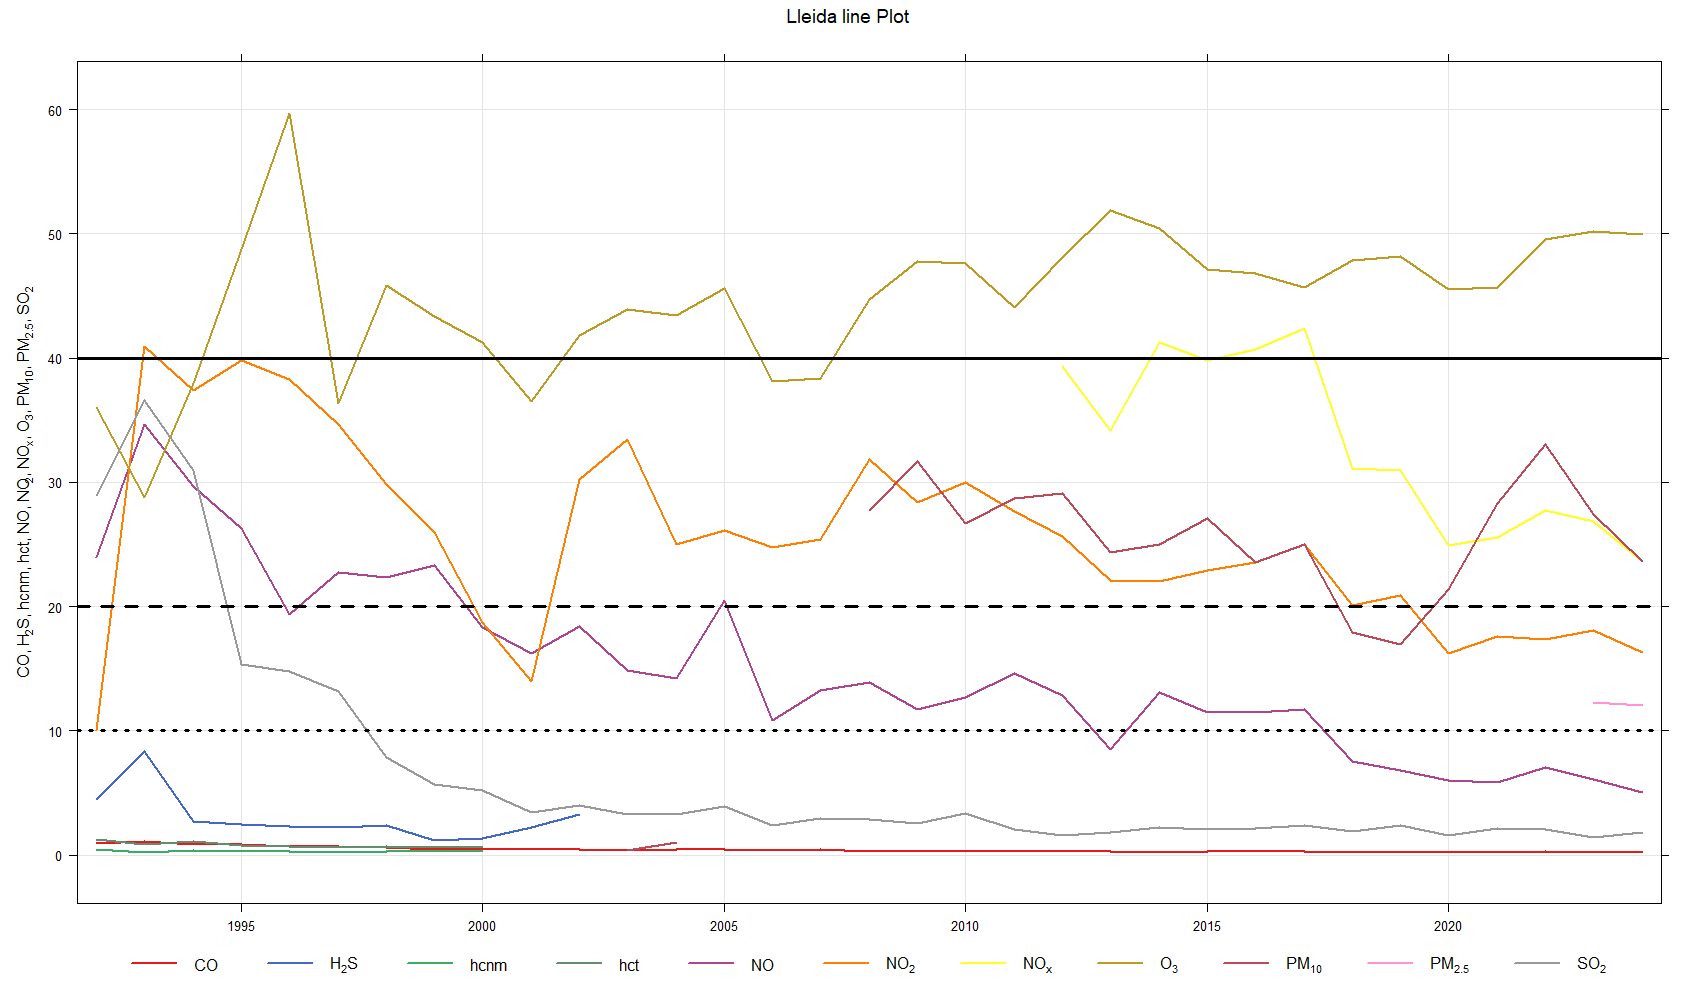 Lleida line Plot
CO, H₂S, hcnm, hct, NO, NO₂, NOₓ, O₃, PM₁₀, PM₂.₅, SO₂
60
50
40
30
20
10
0
1995 2000 2005 2010 2015 2020
CO H₂S hcnm hct NO NO₂ NOₓ O₃ PM₁₀ PM₂.₅ SO₂